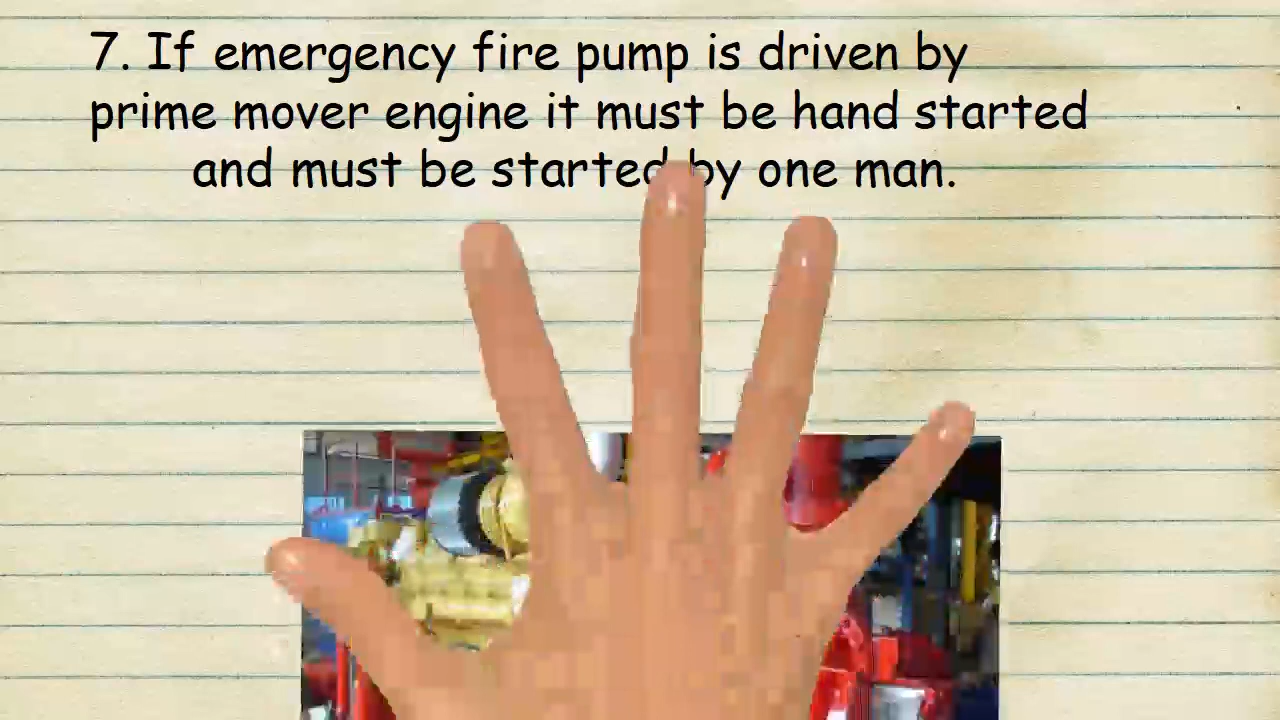 7. If emergency fire pump is driven by
prime mover engine it must be hand started
and must be started by one man.